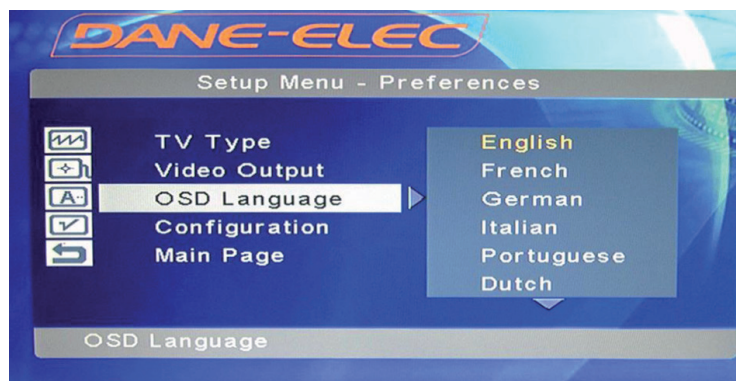 DANE-ELEC
Setup Menu - Preferences
TV Type
Video Output
OSD Language
Configuration
Main Page
English
French
German
Italian
Portuguese
Dutch
A
OSD Language